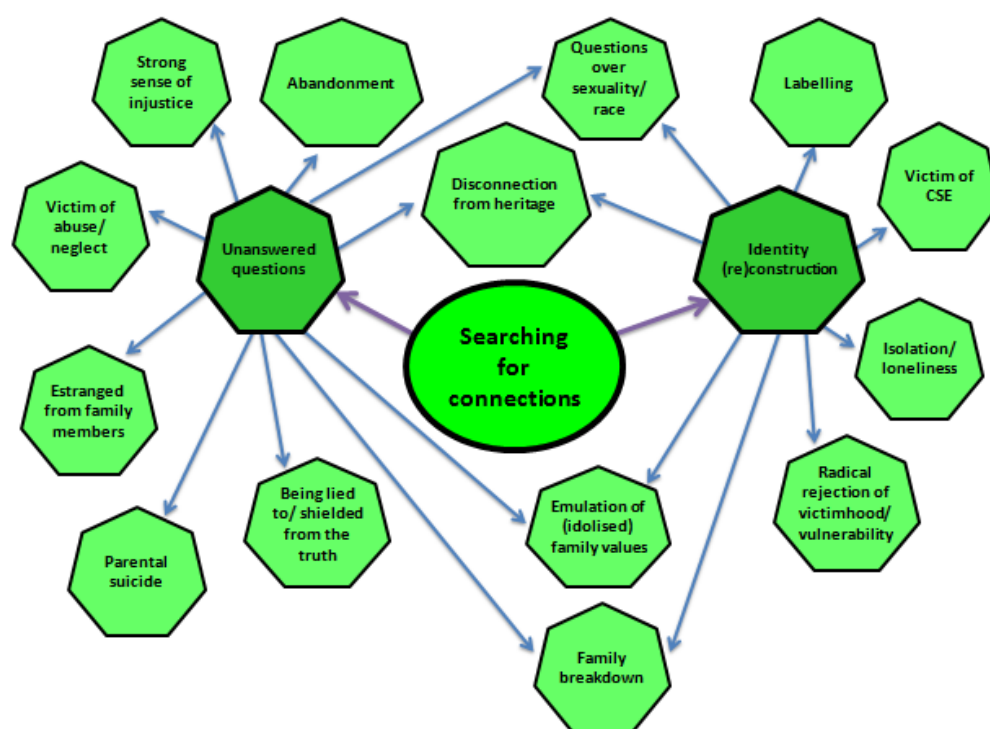 Strong
sense of
injustice
Abandonment
Questions
over
sexuality/
race
Labelling
Victim of
abuse/
neglect
Unanswered
questions
Disconnection
from heritage
Identity
(re)construction
Victim of
CSE
Searching
for
connections
Isolation/
loneliness
Estranged
from family
members
Being lied
to/ shielded
from the
truth
Emulation of
(idolised)
family values
Radical
rejection of
victimhood/
vulnerability
Parental
suicide
Family
breakdown